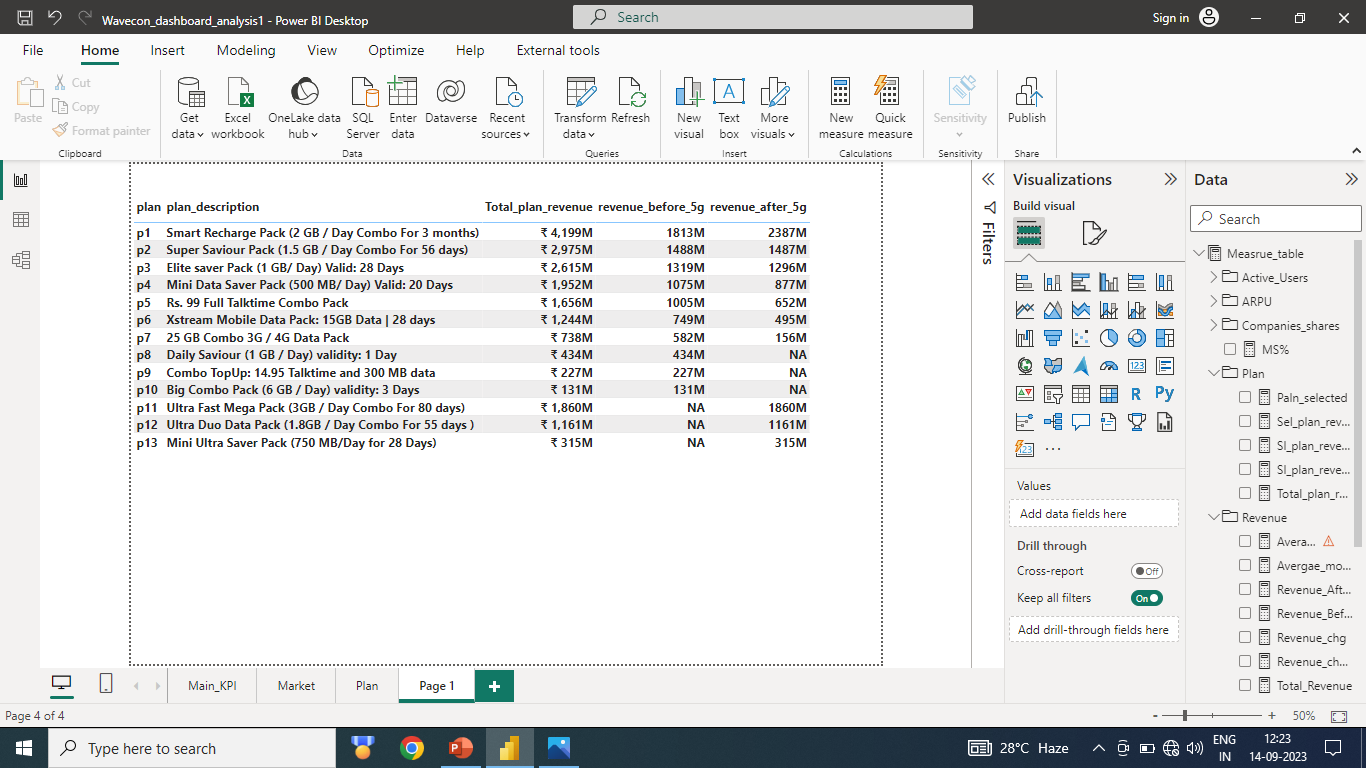 Wavecon_dashboard_analysis1 - Power BI Desktop
Search
Sign in
File Home Insert Modeling View Optimize Help External tools
Paste
Cut
Copy
Format painter
Clipboard
Get data
Excel workbook
OneLake data hub
SQL Server
Enter data
Dataverse
Recent sources
Data
Transform data
Refresh
Queries
New visual
Text box
More visuals
Insert
New measure
Quick measure
Calculations
Sensitivity
Sensitivity
Publish
Share
plan plan_description Total_plan_revenue revenue_before_5g revenue_after_5g
p1 Smart Recharge Pack (2 GB / Day Combo For 3 months) ₹ 4,199M 1813M 2387M
p2 Super Saviour Pack (1.5 GB / Day Combo For 56 days) ₹ 2,975M 1488M 1487M
p3 Elite saver Pack (1 GB/ Day) Valid: 28 Days ₹ 2,615M 1319M 1296M
p4 Mini Data Saver Pack (500 MB/ Day) Valid: 20 Days ₹ 1,952M 1075M 877M
p5 Rs. 99 Full Talktime Combo Pack ₹ 1,656M 1005M 652M
p6 Xstream Mobile Data Pack: 15GB Data | 28 days ₹ 1,244M 749M 495M
p7 25 GB Combo 3G / 4G Data Pack ₹ 738M 582M 156M
p8 Daily Saviour (1 GB / Day) validity: 1 Day ₹ 434M 434M NA
p9 Combo TopUp: 14.95 Talktime and 300 MB data ₹ 227M 227M NA
p10 Big Combo Pack (6 GB / Day) validity: 3 Days ₹ 131M 131M NA
p11 Ultra Fast Mega Pack (3GB / Day Combo For 80 days) ₹ 1,860M NA 1860M
p12 Ultra Duo Data Pack (1.8GB / Day Combo For 55 days ) ₹ 1,161M NA 1161M
p13 Mini Ultra Saver Pack (750 MB/Day for 28 Days) ₹ 315M NA 315M
Filters
Visualizations
Build visual
123
R
Py
123
Values
Add data fields here
Drill through
Cross-report Off
Keep all filters On
Add drill-through fields here
Data
Search
Measrue_table
Active_Users
ARPU
Companies_shares
MS%
Plan
Paln_selected
Sel_plan_rev...
Sl_plan_reve...
Sl_plan_reve...
Total_plan_r...
Revenue
Avera...
Avergae_mo...
Revenue_Aft...
Revenue_Bef...
Revenue_chg
Revenue_ch...
Total_Revenue
Main_KPI Market Plan Page 1 +
Page 4 of 4
- + 50%
Type here to search
28°C Haze
ENG
IN
12:23
14-09-2023